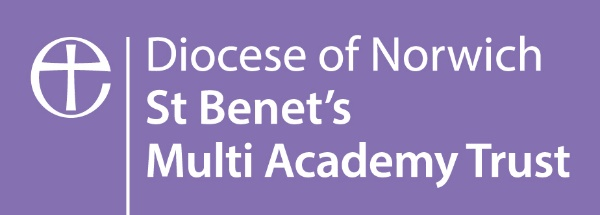 Diocese of Norwich
St Benet’s
Multi Academy Trust